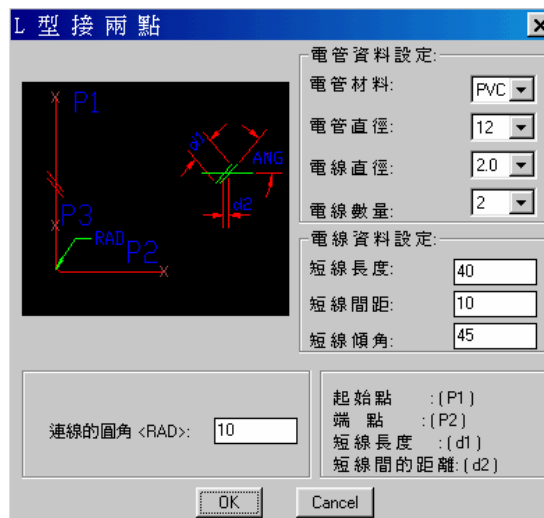 L 型接兩點
P1
d1
ANG
d2
P3
RAD
P2
電管資料設定:
電管材料: PVC
電管直徑: 12
電線直徑: 2.0
電線數量: 2
電線資料設定:
短線長度: 40
短線間距: 10
短線傾角: 45
連線的圓角 <RAD>: 10
起始點 :(P1)
端 點 :(P2)
短線長度 :(d1)
短線間的距離:(d2)
OK Cancel